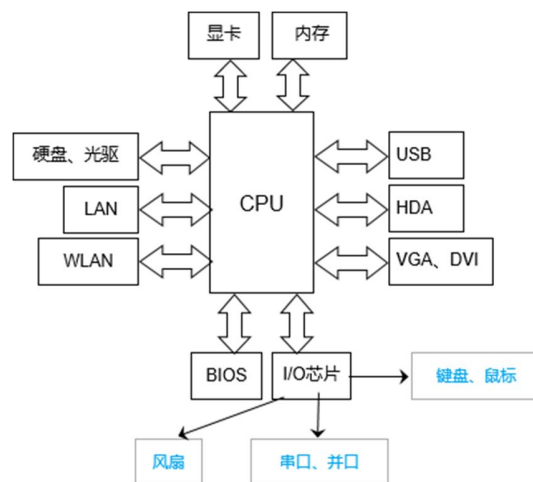 显卡
内存
硬盘、光驱
USB
LAN
CPU
HDA
WLAN
VGA、DVI
BIOS
I/O芯片
键盘、鼠标
风扇
串口、并口